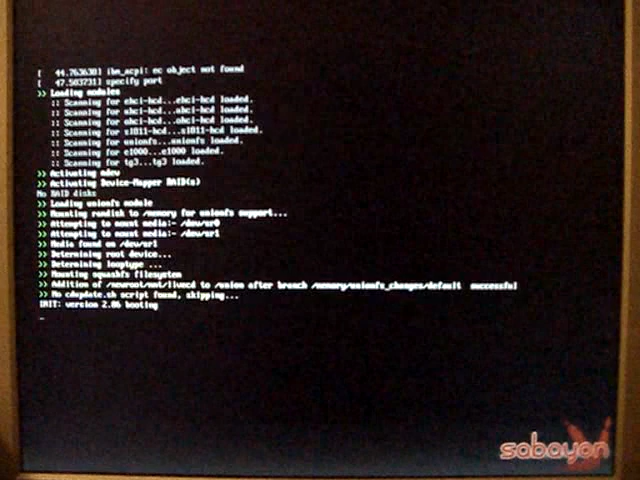 [   44.763630] ibm_acpi: ec object not found
[   47.503731] specify port
>> Loading modules
:: Scanning for ehci-hcd...ehci-hcd loaded.
:: Scanning for uhci-hcd...uhci-hcd loaded.
:: Scanning for ohci-hcd...ohci-hcd loaded.
:: Scanning for sl811-hcd...sl811-hcd loaded.
:: Scanning for unionfs...unionfs loaded.
:: Scanning for e1000...e1000 loaded.
:: Scanning for tg3...tg3 loaded.
>> Activating mdev
>> Activating Device-Mapper RAID(s)
No RAID disks
>> Loading unionfs module
>> Mounting ramdisk to /memory for unionfs support...
>> Attempting to mount media:- /dev/sr0
>> Attempting to mount media:- /dev/sr1
>> Media found on /dev/sr1
>> Determining root device...
>> Determining looptype ...
>> Mounting squashfs filesystem
>> Addition of /newroot/mnt/livecd to /union after branch /memory/unionfs_changes/default  successful
>> No cdupdate.sh script found, skipping...
INIT: version 2.86 booting
sabayon